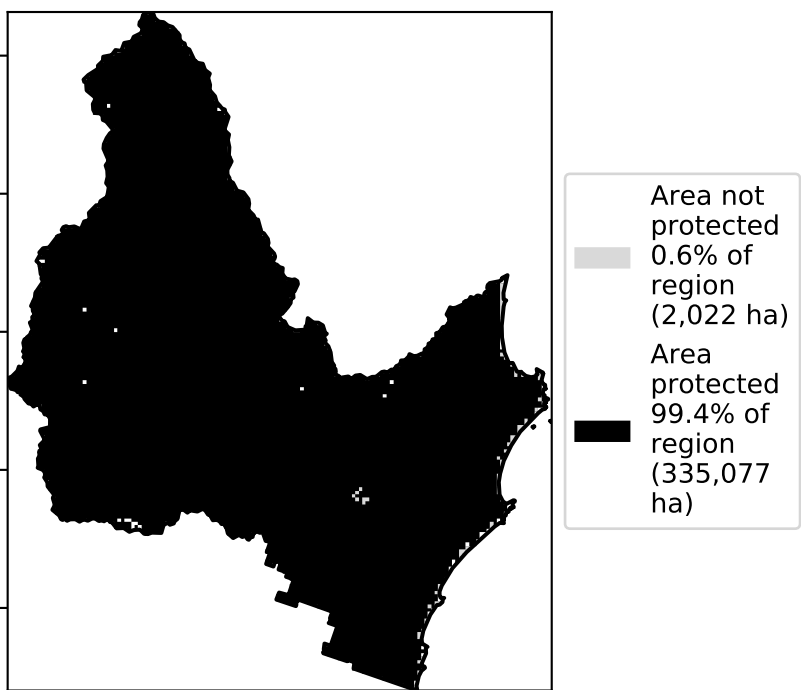 Area not
protected
0.6% of
region
(2,022 ha)
Area
protected
99.4% of
region
(335,077
ha)